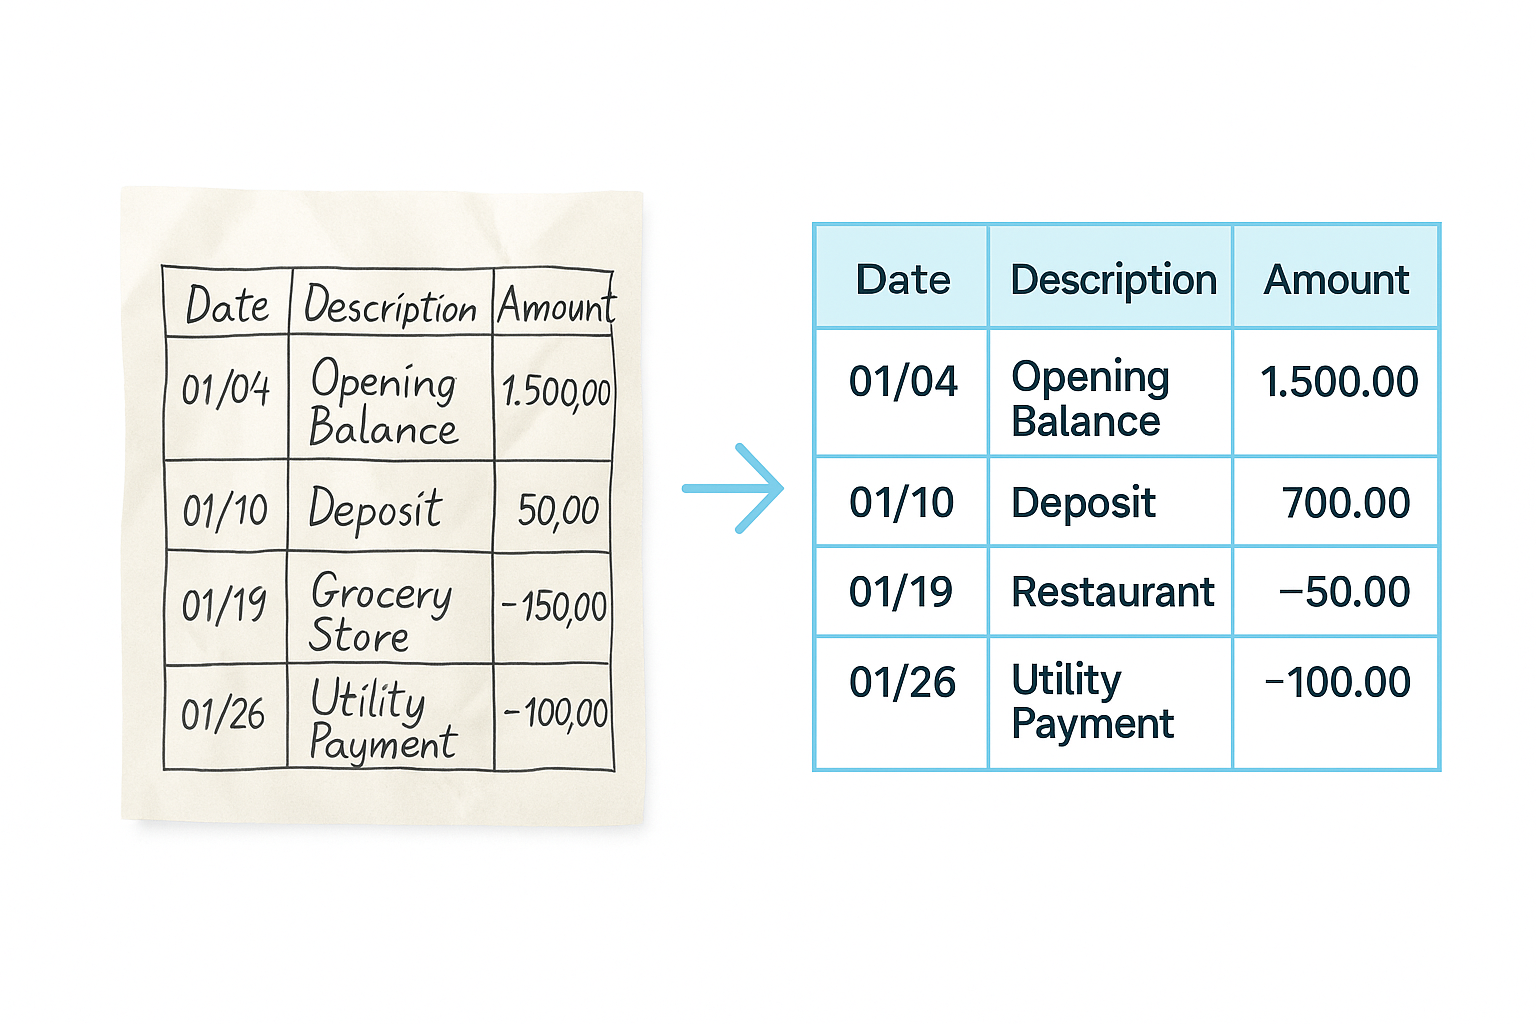 Date Description Amount
01/04 Opening Balance 1.500,00
01/10 Deposit 50,00
01/19 Grocery Store -150,00
01/26 Utility Payment -100,00
Date Description Amount
01/04 Opening Balance 1.500.00
01/10 Deposit 700.00
01/19 Restaurant –50.00
01/26 Utility Payment –100.00